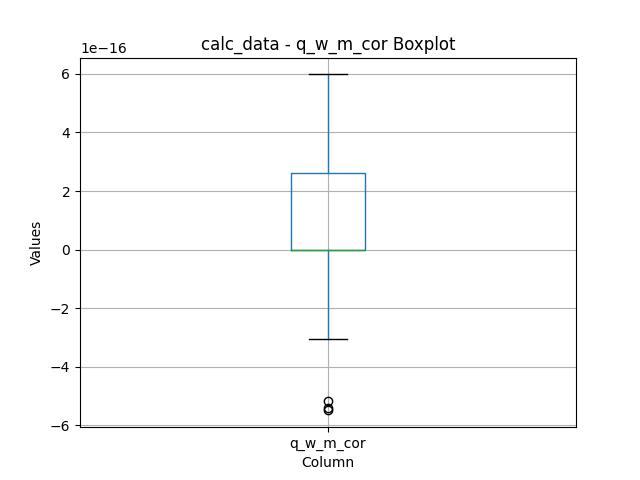 calc_data - q_w_m_cor Boxplot
1e−16
6
4
2
0
−2
−4
−6
Values
q_w_m_cor
Column